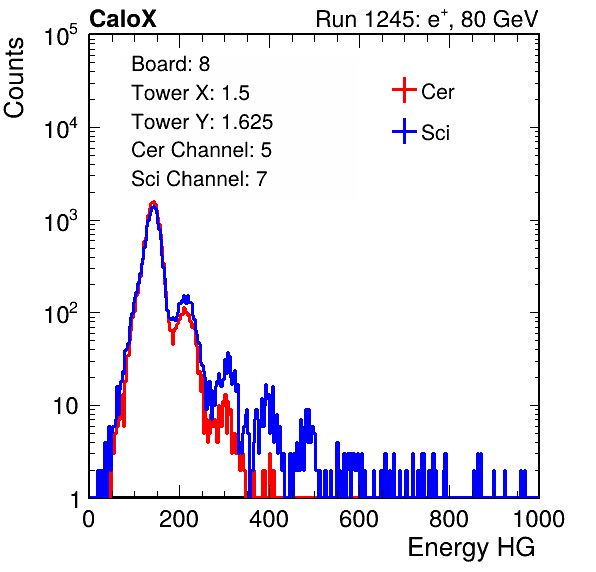 CaloX Run 1245: e⁺, 80 GeV
Counts
Board: 8
Tower X: 1.5
Tower Y: 1.625
Cer Channel: 5
Sci Channel: 7
Cer
Sci
10⁵
10⁴
10³
10²
10
1
0 200 400 600 800 1000
Energy HG